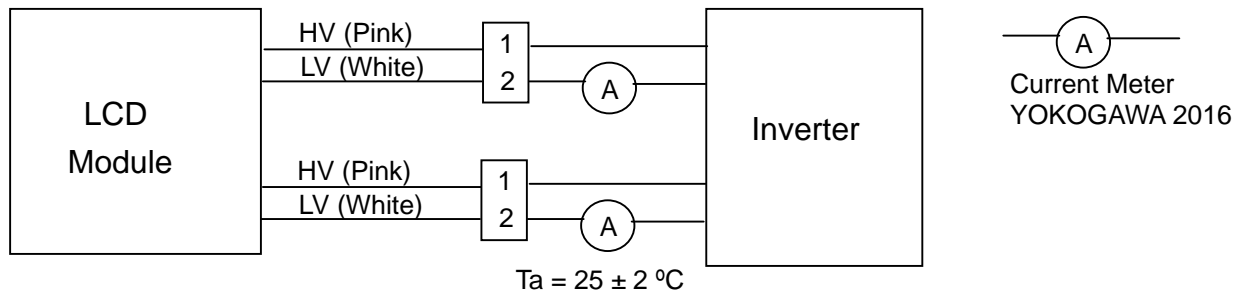 HV (Pink)
1
LV (White)
2
A
A
Current Meter
YOKOGAWA 2016
LCD
Module
Inverter
HV (Pink)
1
LV (White)
2
A
Ta = 25 ± 2 ºC